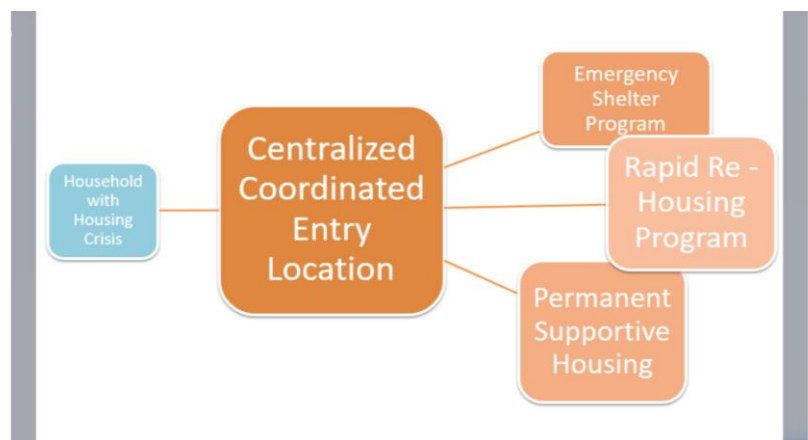 Household
with
Housing
Crisis
Centralized
Coordinated
Entry
Location
Emergency
Shelter
Program
Rapid Re -
Housing
Program
Permanent
Supportive
Housing